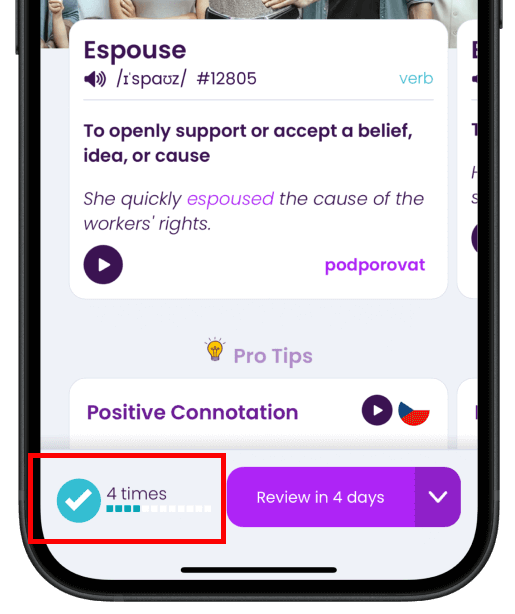 Espouse
/ɪˈspaʊz/ #12805 verb
To openly support or accept a belief,
idea, or cause
She quickly espoused the cause of the
workers' rights.
podporovat
Pro Tips
Positive Connotation
4 times
Review in 4 days